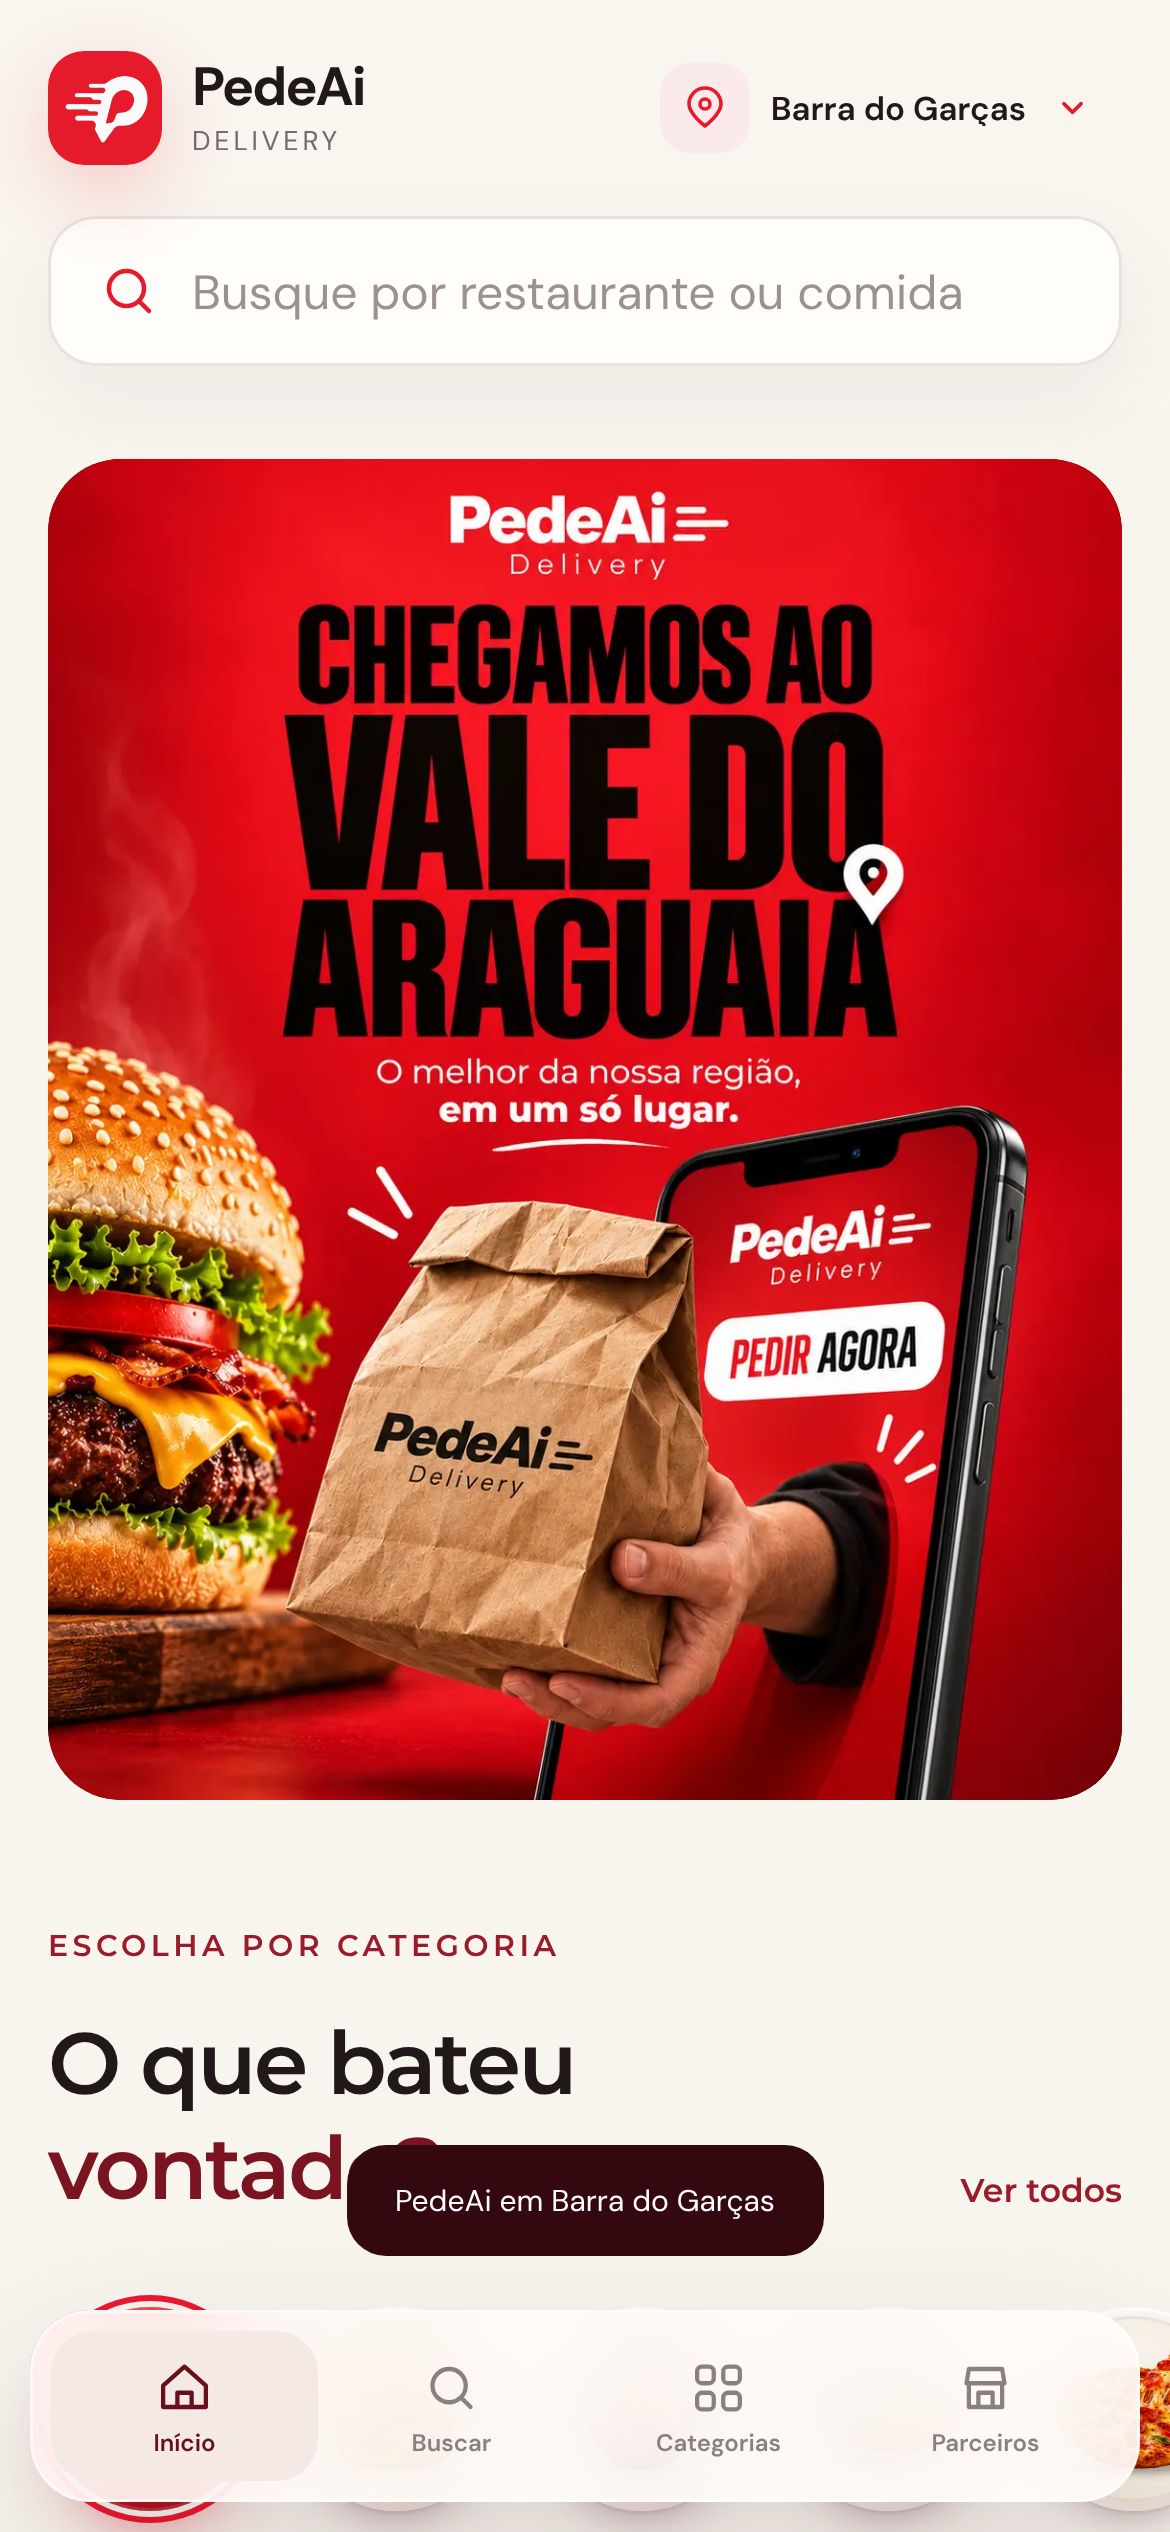 PedeAi
DELIVERY
Barra do Garças
Busque por restaurante ou comida
PedeAi
Delivery
CHEGAMOS AO
VALE DO
ARAGUAIA
O melhor da nossa região,
em um só lugar.
PedeAi
Delivery
PEDIR AGORA
PedeAi
Delivery
ESCOLHA POR CATEGORIA
O que bateu
Ver todos
PedeAi em Barra do Garças
Início
Buscar
Categorias
Parceiros